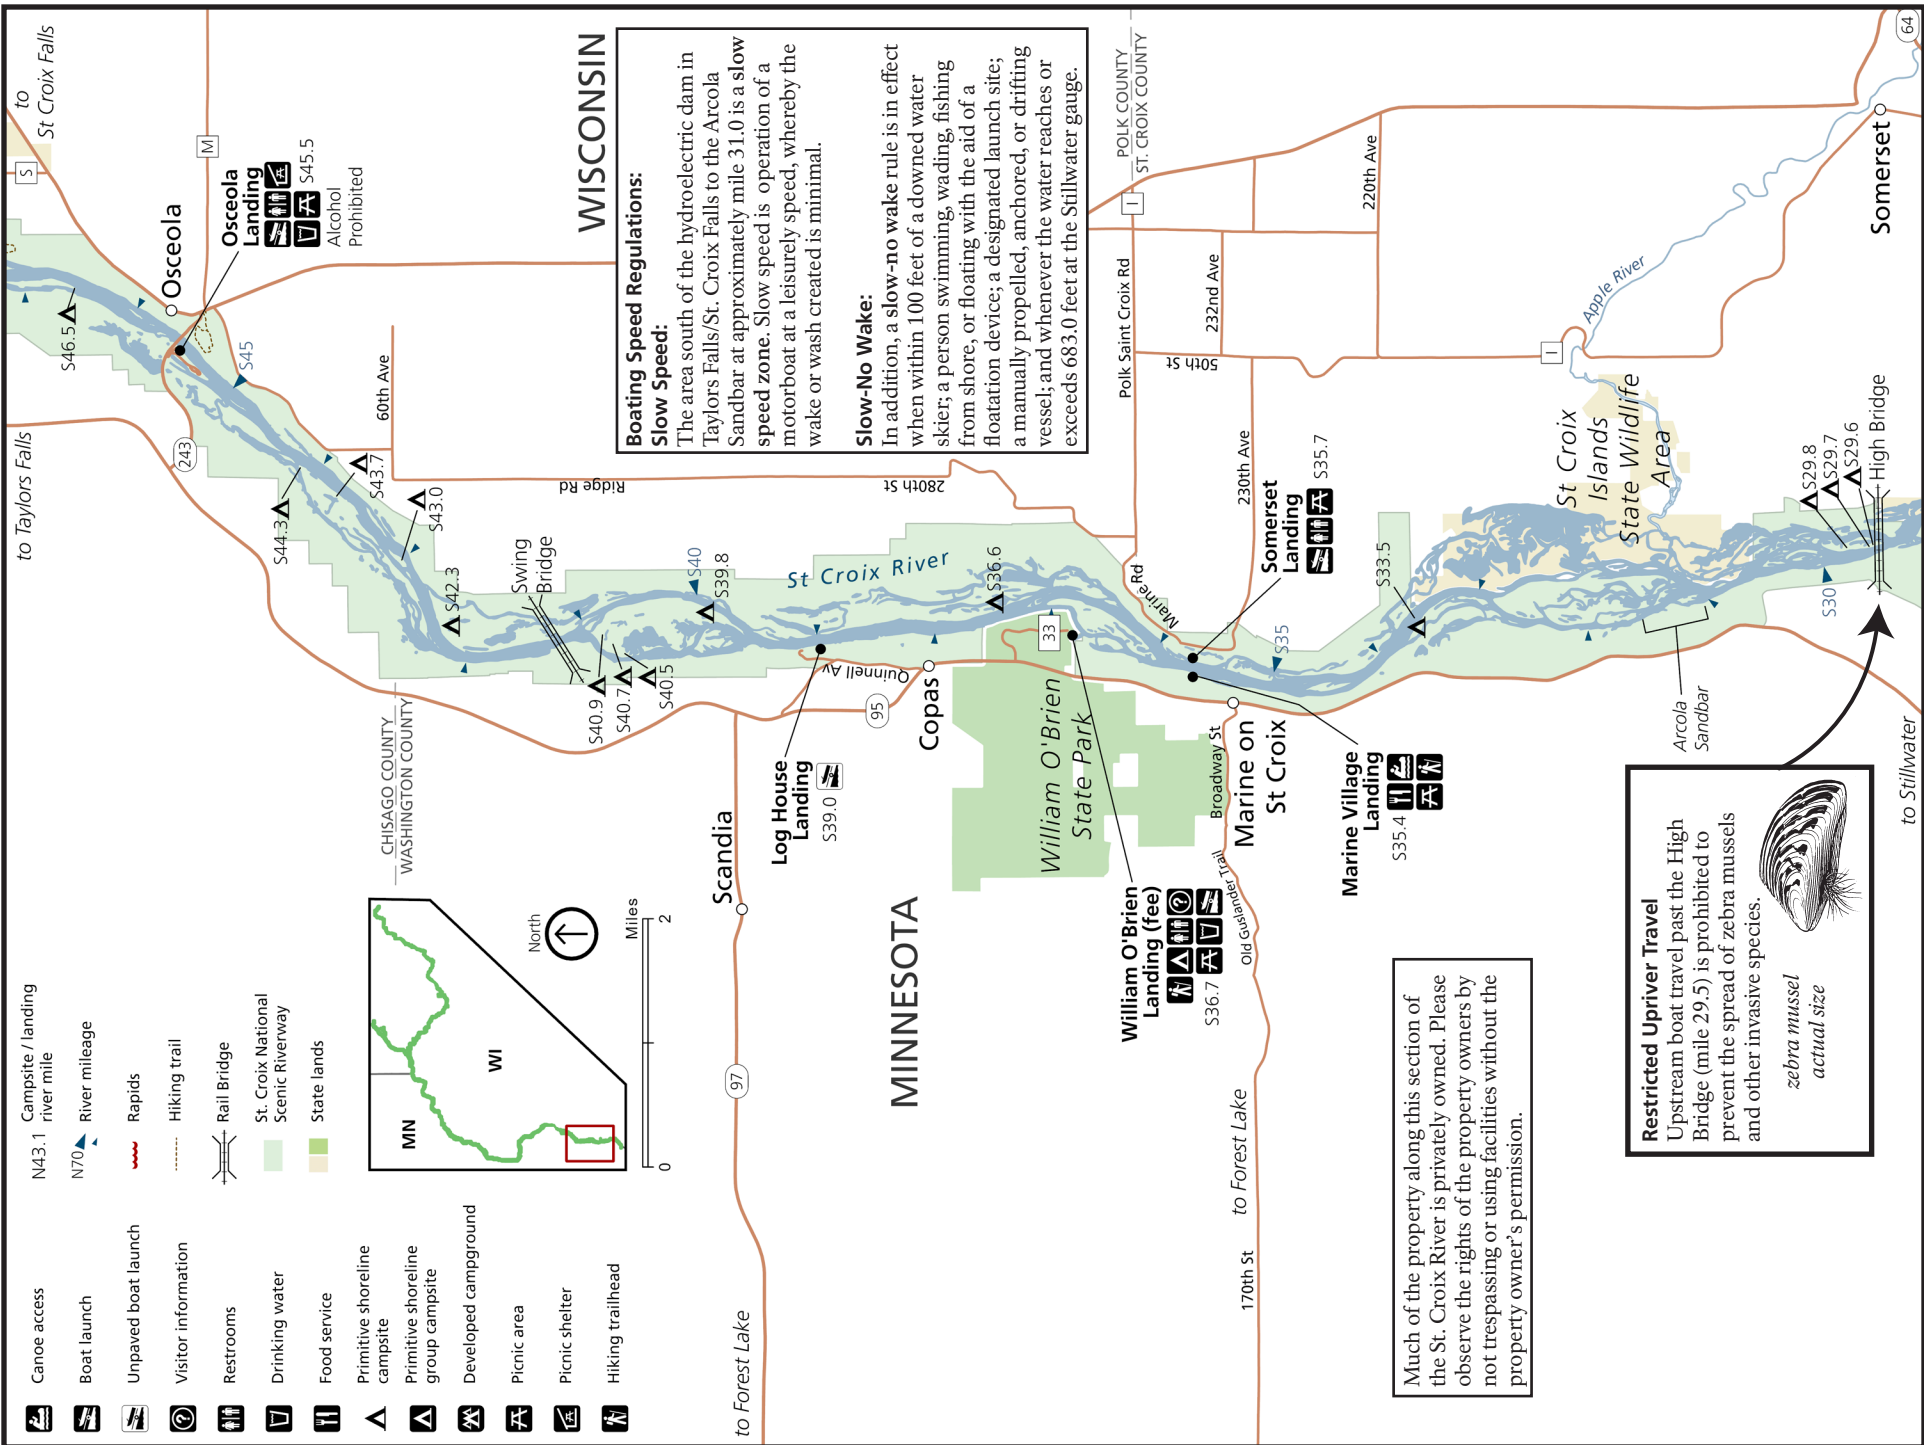 Canoe access
Boat launch
Unpaved boat launch
Visitor information
Restrooms
Drinking water
Food service
Primitive shoreline
campsite
Primitive shoreline
group campsite
Developed campground
Picnic area
Picnic shelter
Hiking trailhead
N43.1
Campsite / landing
river mile
N70
River mileage
Rapids
Hiking trail
Rail Bridge
St. Croix National
Scenic Riverway
State lands
MN
WI
North
Miles
0
2
to Taylors Falls
to
St Croix Falls
S
M
S46.5
Osceola
Osceola
Landing
S45.5
Alcohol
Prohibited
243
S45
60th Ave
S44.3
S43.7
S43.0
S42.3
CHISAGO COUNTY
WASHINGTON COUNTY
Swing
Bridge
Ridge Rd
280th St
S40.9
S40.7
S40.5
S40
S39.8
WISCONSIN
Boating Speed Regulations:
Slow Speed:
The area south of the hydroelectric dam in
Taylors Falls/St. Croix Falls to the Arcola
Sandbar at approximately mile 31.0 is a slow
speed zone. Slow speed is operation of a
motorboat at a leisurely speed, whereby the
wake or wash created is minimal.
Slow-No Wake:
In addition, a slow-no wake rule is in effect
when within 100 feet of a downed water
skier; a person swimming, wading, fishing
from shore, or floating with the aid of a
floatation device; a designated launch site;
a manually propelled, anchored, or drifting
vessel; and whenever the water reaches or
exceeds 683.0 feet at the Stillwater gauge.
Scandia
97
to Forest Lake
Log House
Landing
S39.0
Quinnell Av
95
St Croix River
Copas
MINNESOTA
S36.6
33
William O'Brien
State Park
William O'Brien
Landing (fee)
S36.7
POLK COUNTY
ST. CROIX COUNTY
I
Polk Saint Croix Rd
Marine Rd
232nd Ave
50th St
230th Ave
220th Ave
Somerset
Landing
S35.7
Broadway St
Marine on
St Croix
Old Guslander Trail
to Forest Lake
170th St
Marine Village
Landing
S35.4
S35
S33.5
Much of the property along this section of
the St. Croix River is privately owned. Please
observe the rights of the property owners by
not trespassing or using facilities without the
property owner's permission.
I
Apple River
St Croix
Islands
State Wildlife
Area
Arcola
Sandbar
S30
S29.8
S29.7
S29.6
High Bridge
Somerset
64
Restricted Upriver Travel
Upstream boat travel past the High
Bridge (mile 29.5) is prohibited to
prevent the spread of zebra mussels
and other invasive species.
zebra mussel
actual size
to Stillwater